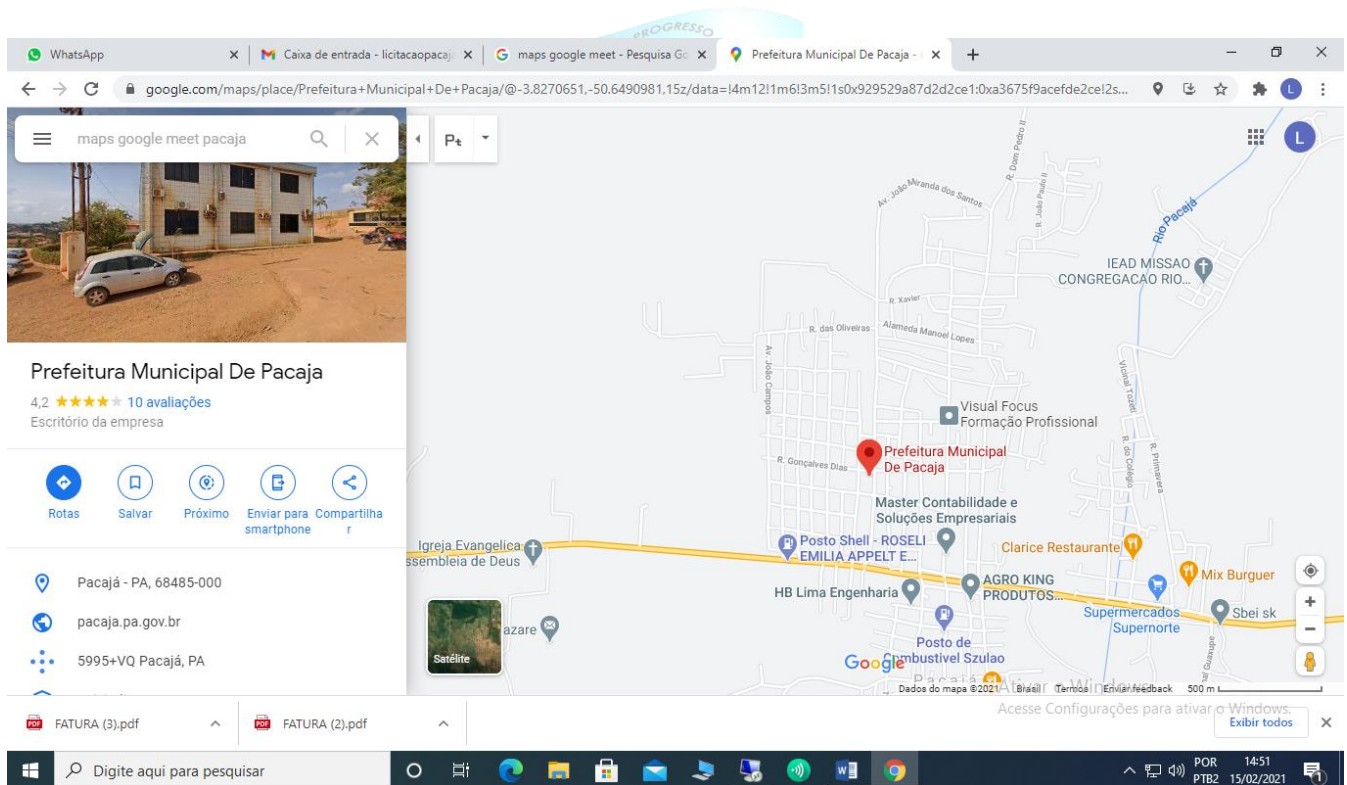 PROGRESSO
WhatsApp
Caixa de entrada - licitacaopacaja
maps google meet - Pesquisa Go
Prefeitura Municipal De Pacaja -
google.com/maps/place/Prefeitura+Municipal+De+Pacaja/@-3.8270651,-50.6490981,15z/data=!4m12!1m6!3m5!1s0x929529a87d2d2ce1:0xa3675f9acefde2ce!2s...
L
maps google meet pacaja
Pt
L
Prefeitura Municipal De Pacaja
4,2 10 avaliações
Escritório da empresa
Rotas
Salvar
Próximo
Enviar para
smartphone
Compartilha
r
Pacajá - PA, 68485-000
pacaja.pa.gov.br
5995+VQ Pacajá, PA
R. Dom Pedro II
Av. João Miranda dos Santos
R. João Paulo II
Rio Pacajá
IEAD MISSAO
CONGREGACAO RIO...
R. Xavier
R. das Oliveiras
Alameda Manoel Lopes
Av. João Campos
Vicinal Tozeti
Visual Focus
Formação Profissional
Prefeitura Municipal
De Pacaja
R. Gonçalves Dias
R. do Colégio
R. Primavera
Master Contabilidade e
Soluções Empresariais
Igreja Evangelica
ssembleia de Deus
Posto Shell - ROSELI
EMILIA APPELT E...
Clarice Restaurante
Mix Burguer
HB Lima Engenharia
AGRO KING
PRODUTOS...
Supermercados
Supernorte
Sbei sk
azare
Posto de
Combustivel Szulao
Guaxupe
Satélite
Google
Pacajá
Dados do mapa ©2021
Brasil
Termos
Enviar feedback
500 m
Ativar o Windows
Acesse Configurações para ativar o Windows.
FATURA (3).pdf
FATURA (2).pdf
Exibir todos
Digite aqui para pesquisar
POR
PTB2
14:51
15/02/2021